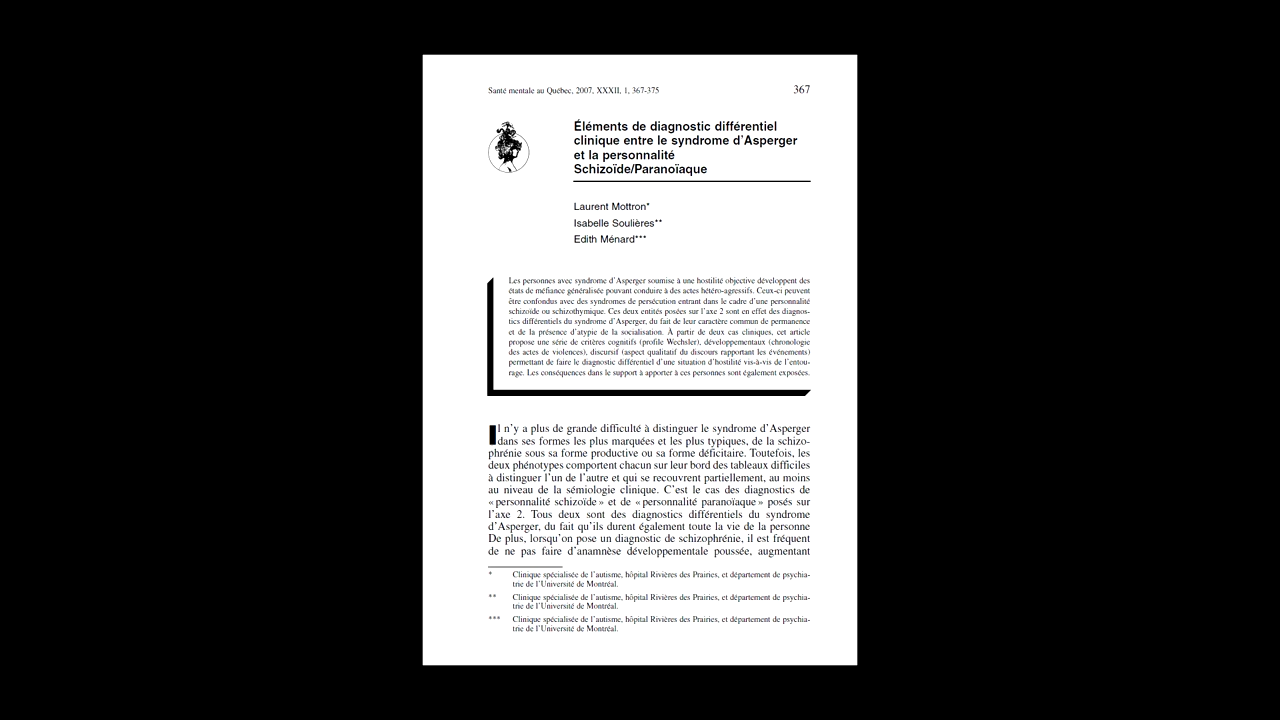 Santé mentale au Québec, 2007, XXXII, 1, 367-375
367
Éléments de diagnostic différentiel
clinique entre le syndrome d'Asperger
et la personnalité
Schizoïde/Paranoïaque
Laurent Mottron*
Isabelle Soulières**
Edith Ménard***
Les personnes avec syndrome d'Asperger soumise à une hostilité objective développent des
états de méfiance généralisée pouvant conduire à des actes hétéro-agressifs. Ceux-ci peuvent
être confondus avec des syndromes de persécution entrant dans le cadre d'une personnalité
schizoïde ou schizothymique. Ces deux entités posées sur l'axe 2 sont en effet des diagnos-
tics différentiels du syndrome d'Asperger, du fait de leur caractère commun de permanence
et de la présence d'atypie de la socialisation. À partir de deux cas cliniques, cet article
propose une série de critères cognitifs (profile Wechsler), développementaux (chronologie
des actes de violences), discursif (aspect qualitatif du discours rapportant les événements)
permettant de faire le diagnostic différentiel d'une situation d'hostilité vis-à-vis de l'entou-
rage. Les conséquences dans le support à apporter à ces personnes sont également exposées.
Il n'y a plus de grande difficulté à distinguer le syndrome d'Asperger
dans ses formes les plus marquées et les plus typiques, de la schizo-
phrénie sous sa forme productive ou sa forme déficitaire. Toutefois, les
deux phénotypes comportent chacun sur leur bord des tableaux difficiles
à distinguer l'un de l'autre et qui se recouvrent partiellement, au moins
au niveau de la sémiologie clinique. C'est le cas des diagnostics de
« personnalité schizoïde » et de « personnalité paranoïaque » posés sur
l'axe 2. Tous deux sont des diagnostics différentiels du syndrome
d'Asperger, du fait qu'ils durent également toute la vie de la personne
De plus, lorsqu'on pose un diagnostic de schizophrénie, il est fréquent
de ne pas faire d'anamnèse développementale poussée, augmentant
* Clinique spécialisée de l'autisme, hôpital Rivières des Prairies, et département de psychia-
trie de l'Université de Montréal.
** Clinique spécialisée de l'autisme, hôpital Rivières des Prairies, et département de psychia-
trie de l'Université de Montréal.
*** Clinique spécialisée de l'autisme, hôpital Rivières des Prairies, et département de psychia-
trie de l'Université de Montréal.